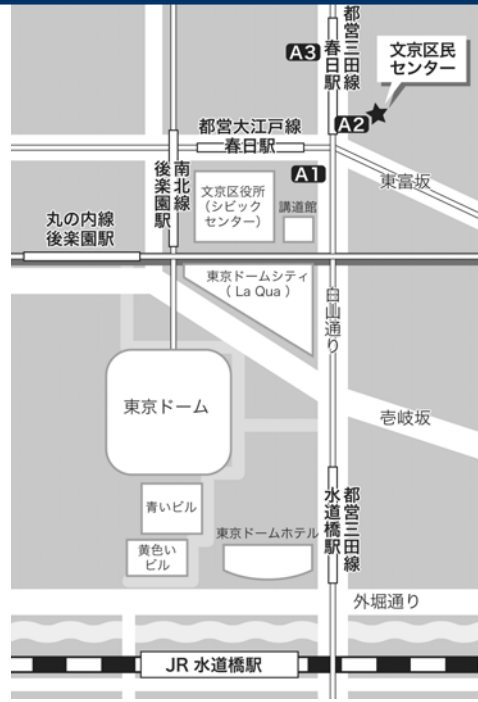 都営三田線
春日駅
A3
文京区民
センター
A2
都営大江戸線
春日駅
A1
東富坂
南北線
後楽園駅
文京区役所
（シビック
センター）
講道館
丸の内線
後楽園駅
東京ドームシティ
（ La Qua ）
白山通り
東京ドーム
壱岐坂
青いビル
黄色い
ビル
東京ドームホテル
都営三田線
水道橋駅
外堀通り
JR 水道橋駅